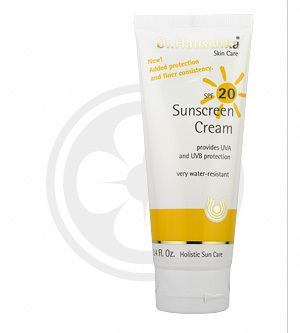 Dr.Hauschka
Skin Care
New!
Added protection
and finer consistency.
SPF 20
Sunscreen
Cream
provides UVA
and UVB protection
very water-resistant
Fl. Oz. Holistic Sun Care